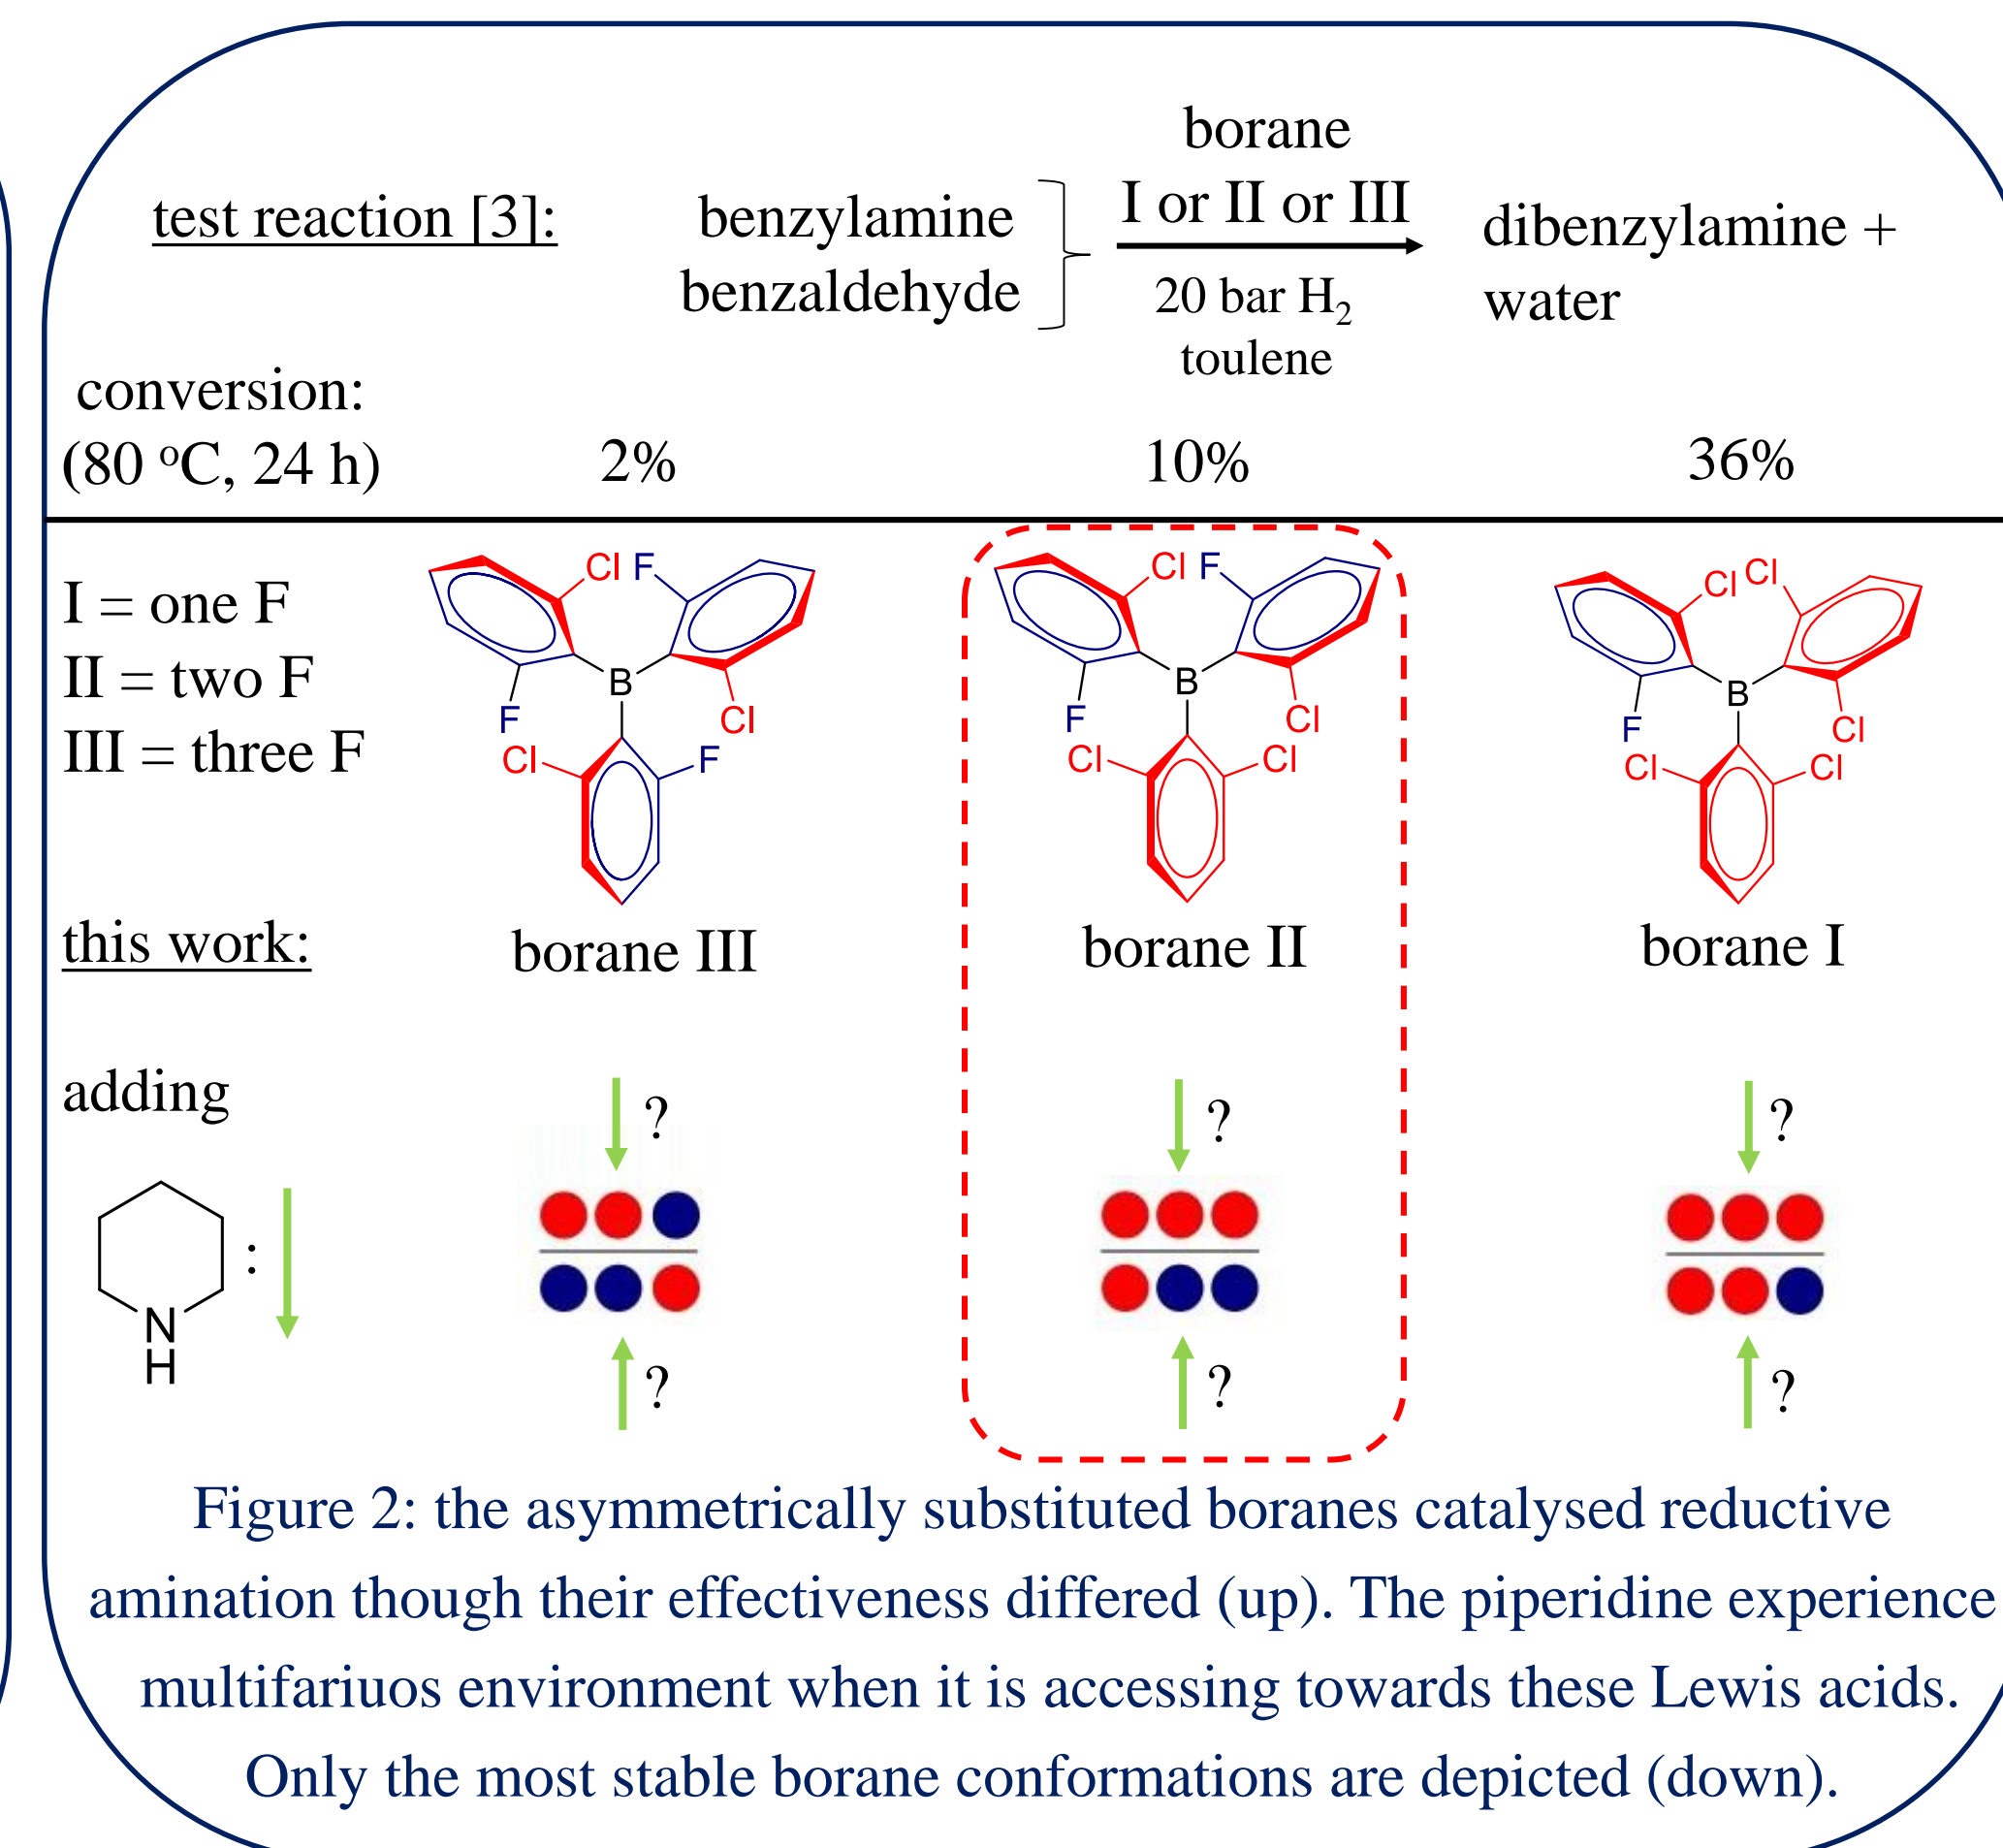 borane
test reaction [3]:
benzylamine
I or II or III
dibenzylamine +
benzaldehyde
20 bar H₂
water
toulene
conversion:
(80 °C, 24 h)
2%
10%
36%
I = one F
II = two F
III = three F
Cl F
B
F
Cl
Cl
F
Cl F
B
F
Cl
Cl
Cl
Cl Cl
B
F
Cl
Cl
Cl
this work:
borane III
borane II
borane I
adding
N
H
:
?
?
?
?
?
?
Figure 2: the asymmetrically substituted boranes catalysed reductive
amination though their effectiveness differed (up). The piperidine experience
multifariuos environment when it is accessing towards these Lewis acids.
Only the most stable borane conformations are depicted (down).